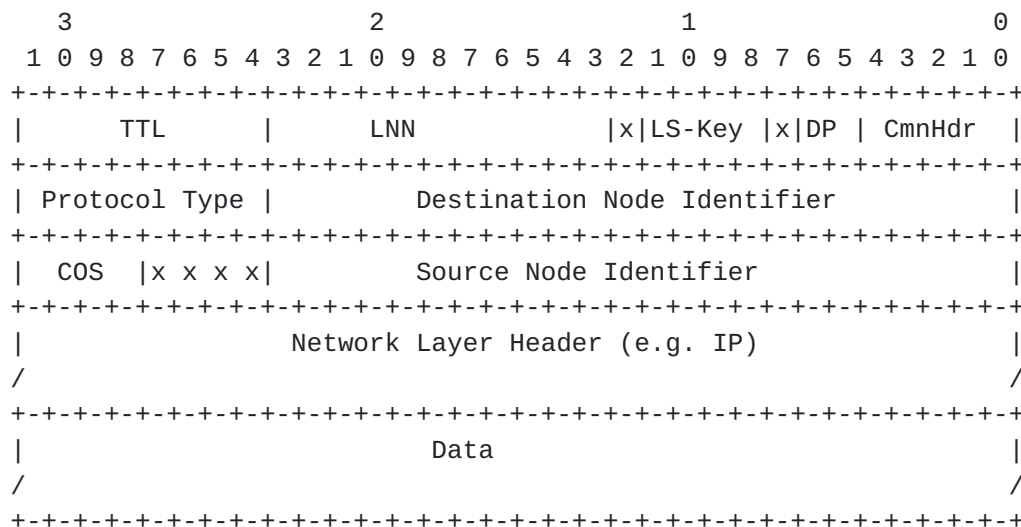 3                   2                   1                   0
 1 0 9 8 7 6 5 4 3 2 1 0 9 8 7 6 5 4 3 2 1 0 9 8 7 6 5 4 3 2 1 0
+-+-+-+-+-+-+-+-+-+-+-+-+-+-+-+-+-+-+-+-+-+-+-+-+-+-+-+-+-+-+-+-+
|      TTL      |      LNN            |x|LS-Key |x|DP | CmnHdr  |
+-+-+-+-+-+-+-+-+-+-+-+-+-+-+-+-+-+-+-+-+-+-+-+-+-+-+-+-+-+-+-+-+
| Protocol Type |         Destination Node Identifier           |
+-+-+-+-+-+-+-+-+-+-+-+-+-+-+-+-+-+-+-+-+-+-+-+-+-+-+-+-+-+-+-+-+
|  COS  |x x x x|         Source Node Identifier                |
+-+-+-+-+-+-+-+-+-+-+-+-+-+-+-+-+-+-+-+-+-+-+-+-+-+-+-+-+-+-+-+-+
|                 Network Layer Header (e.g. IP)                |
/                                                               /
+-+-+-+-+-+-+-+-+-+-+-+-+-+-+-+-+-+-+-+-+-+-+-+-+-+-+-+-+-+-+-+-+
|                          Data                                 |
/                                                               /
+-+-+-+-+-+-+-+-+-+-+-+-+-+-+-+-+-+-+-+-+-+-+-+-+-+-+-+-+-+-+-+-+